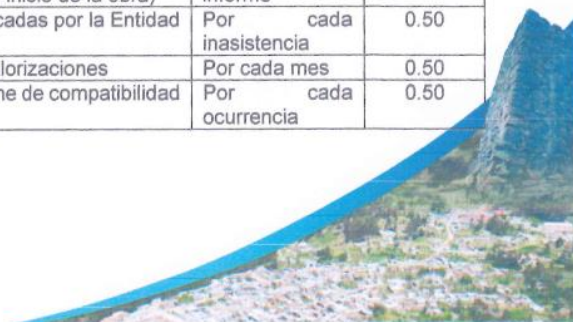 inicio de la obra) informe
cadas por la Entidad Por cada 0.50
inasistencia
lorizaciones Por cada mes 0.50
ne de compatibilidad Por cada 0.50
ocurrencia